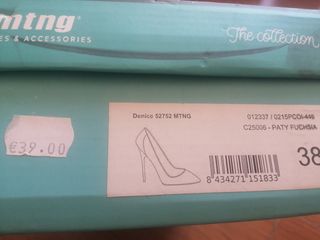 mtng
ES & ACCESSORIES
The collection
€39.00
Denico 52752 MTNG
012337 / 0215PCDI-446
C25006 - PATY FUCHSIA
38
8 434271 151833